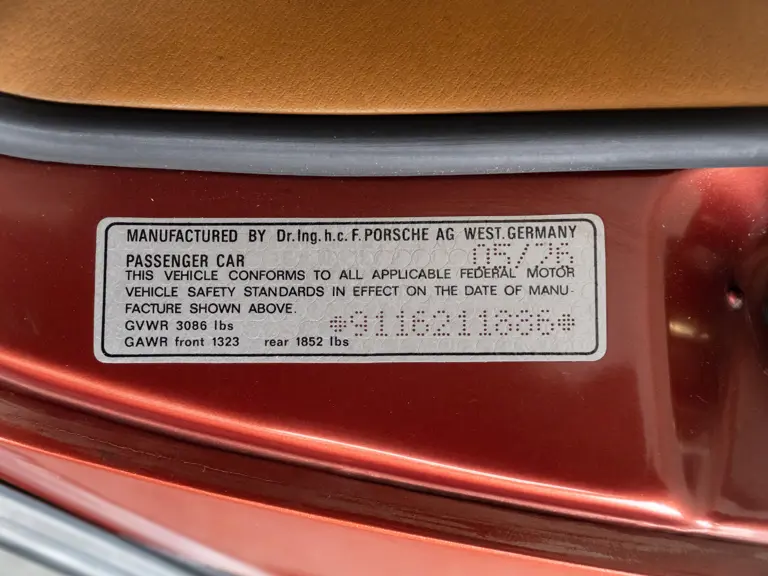 MANUFACTURED BY Dr.Ing.h.c.F.PORSCHE AG WEST.GERMANY
PASSENGER CAR 05/76
THIS VEHICLE CONFORMS TO ALL APPLICABLE FEDERAL MOTOR
VEHICLE SAFETY STANDARDS IN EFFECT ON THE DATE OF MANU-
FACTURE SHOWN ABOVE.
GVWR 3086 lbs
GAWR front 1323 rear 1852 lbs